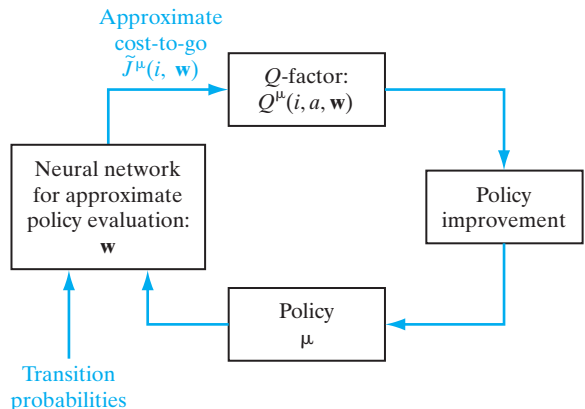 Approximate
cost-to-go
J̃^μ(i, w)
Q-factor:
Q^μ(i, a, w)
Neural network
for approximate
policy evaluation:
w
Policy
improvement
Policy
μ
Transition
probabilities